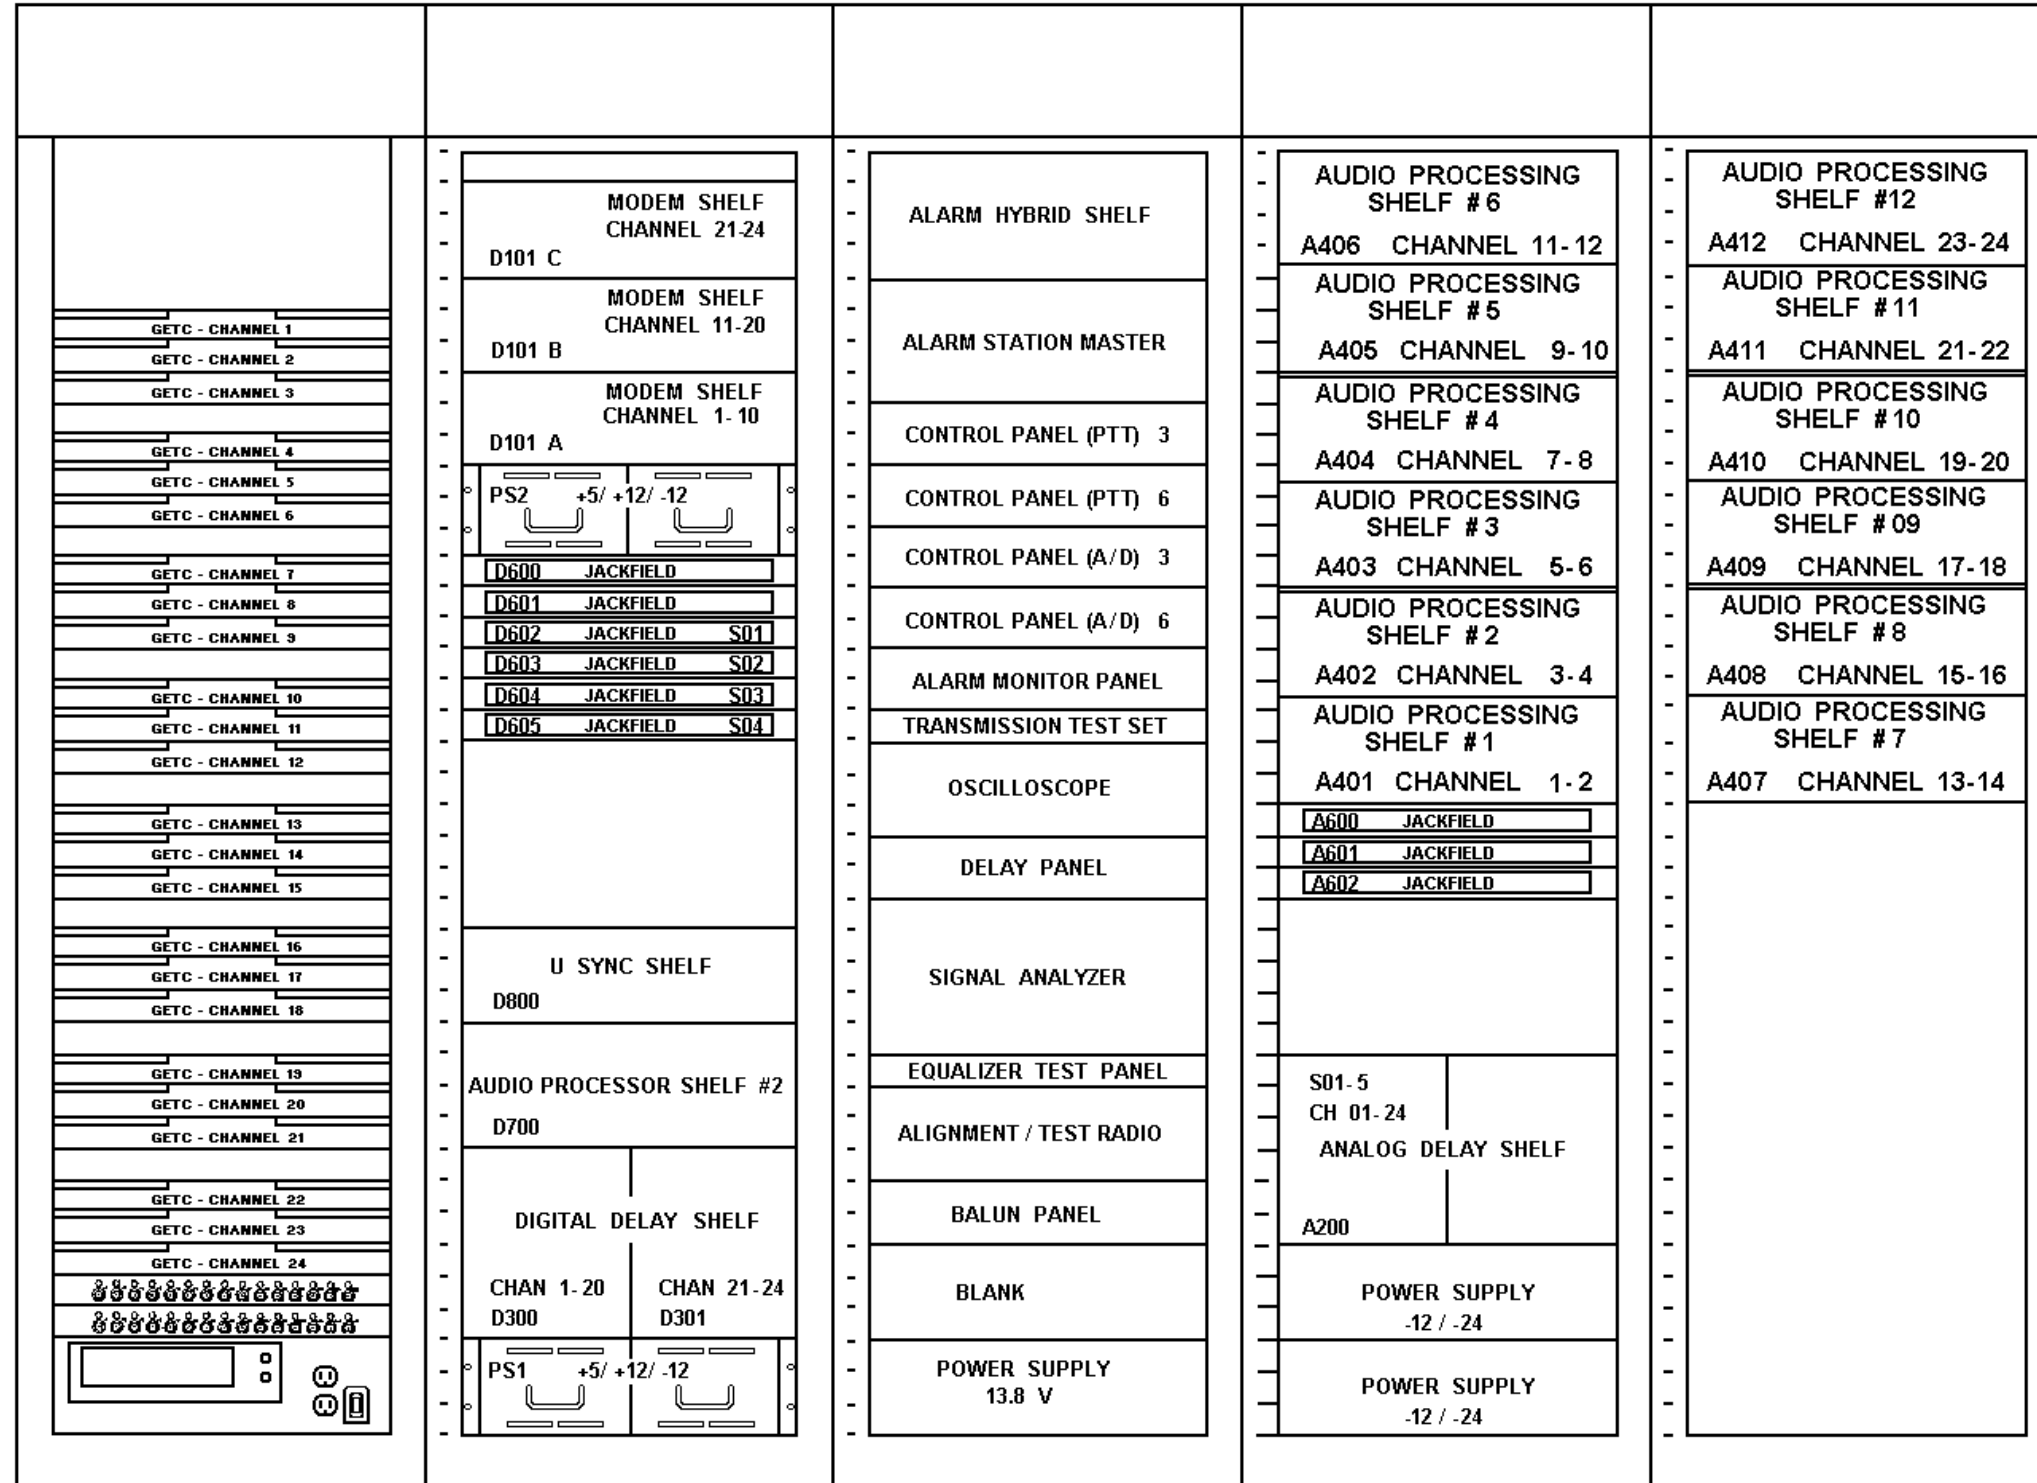 GETC - CHANNEL 1
GETC - CHANNEL 2
GETC - CHANNEL 3
GETC - CHANNEL 4
GETC - CHANNEL 5
GETC - CHANNEL 6
GETC - CHANNEL 7
GETC - CHANNEL 8
GETC - CHANNEL 9
GETC - CHANNEL 10
GETC - CHANNEL 11
GETC - CHANNEL 12
GETC - CHANNEL 13
GETC - CHANNEL 14
GETC - CHANNEL 15
GETC - CHANNEL 16
GETC - CHANNEL 17
GETC - CHANNEL 18
GETC - CHANNEL 19
GETC - CHANNEL 20
GETC - CHANNEL 21
GETC - CHANNEL 22
GETC - CHANNEL 23
GETC - CHANNEL 24
MODEM SHELF
CHANNEL 21-24
D101 C
MODEM SHELF
CHANNEL 11-20
D101 B
MODEM SHELF
CHANNEL 1-10
D101 A
PS2 +5/ +12/ -12
D600 JACKFIELD
D601 JACKFIELD
D602 JACKFIELD S01
D603 JACKFIELD S02
D604 JACKFIELD S03
D605 JACKFIELD S04
U SYNC SHELF
D800
AUDIO PROCESSOR SHELF #2
D700
DIGITAL DELAY SHELF
CHAN 1-20 CHAN 21-24
D300 D301
PS1 +5/ +12/ -12
ALARM HYBRID SHELF
ALARM STATION MASTER
CONTROL PANEL (PTT) 3
CONTROL PANEL (PTT) 6
CONTROL PANEL (A/D) 3
CONTROL PANEL (A/D) 6
ALARM MONITOR PANEL
TRANSMISSION TEST SET
OSCILLOSCOPE
DELAY PANEL
SIGNAL ANALYZER
EQUALIZER TEST PANEL
ALIGNMENT / TEST RADIO
BALUN PANEL
BLANK
POWER SUPPLY
13.8 V
AUDIO PROCESSING
SHELF #6
A406 CHANNEL 11-12
AUDIO PROCESSING
SHELF #5
A405 CHANNEL 9-10
AUDIO PROCESSING
SHELF #4
A404 CHANNEL 7-8
AUDIO PROCESSING
SHELF #3
A403 CHANNEL 5-6
AUDIO PROCESSING
SHELF #2
A402 CHANNEL 3-4
AUDIO PROCESSING
SHELF #1
A401 CHANNEL 1-2
A600 JACKFIELD
A601 JACKFIELD
A602 JACKFIELD
S01-5
CH 01-24
ANALOG DELAY SHELF
A200
POWER SUPPLY
-12 / -24
POWER SUPPLY
-12 / -24
AUDIO PROCESSING
SHELF #12
A412 CHANNEL 23-24
AUDIO PROCESSING
SHELF #11
A411 CHANNEL 21-22
AUDIO PROCESSING
SHELF #10
A410 CHANNEL 19-20
AUDIO PROCESSING
SHELF #09
A409 CHANNEL 17-18
AUDIO PROCESSING
SHELF #8
A408 CHANNEL 15-16
AUDIO PROCESSING
SHELF #7
A407 CHANNEL 13-14